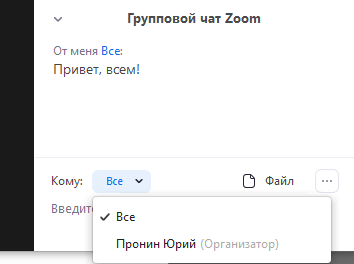 Групповой чат Zoom
От меня Все:
Привет, всем!
Кому: Все Файл
Введите
Все
Пронин Юрий (Организатор)